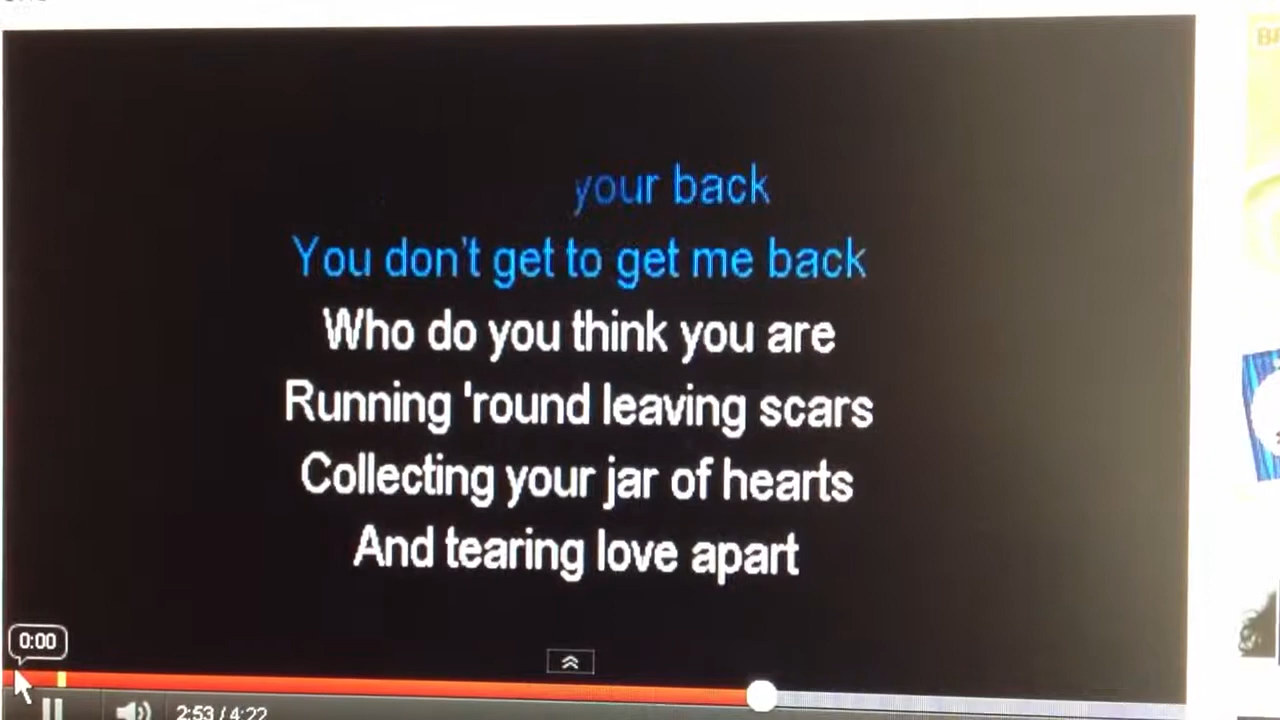 your back
You don't get to get me back
Who do you think you are
Running 'round leaving scars
Collecting your jar of hearts
And tearing love apart
0:00
2:53 / 4:22